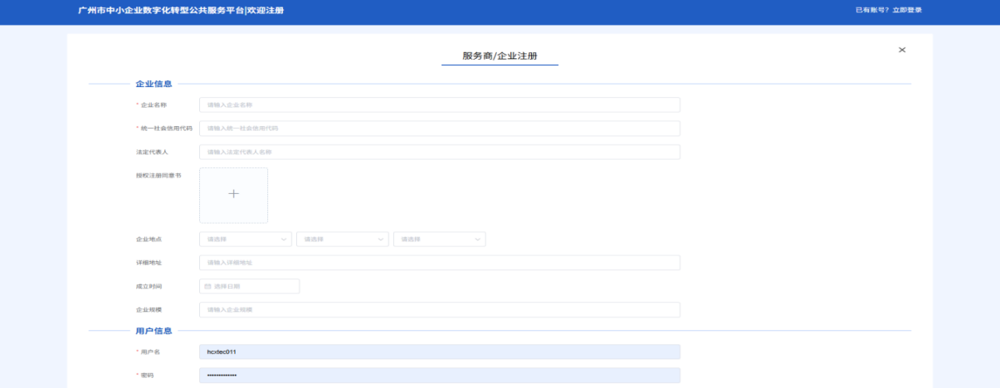 广州市中小企业数字化转型公共服务平台|欢迎注册 已有账号？立即登录
服务商/企业注册
企业信息
* 企业名称 请输入企业名称
* 统一社会信用代码 请输入统一社会信用代码
法定代表人 请输入法定代表人名称
授权注册同意书
企业地点 请选择 请选择 请选择
详细地址 请输入详细地址
成立时间 选择日期
企业规模 请输入企业规模
用户信息
* 用户名 hcxtec011
* 密码 •••••••••••••